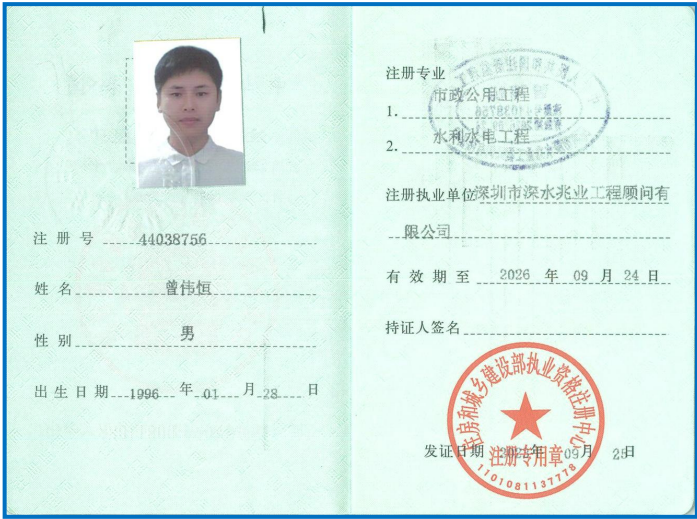 注册号 44038756
姓名 曾伟恒
性别 男
出生日期 1996 年 01 月 28 日
注册专业
1. 市政公用工程
2. 水利水电工程
注册执业单位 深圳市深水兆业工程顾问有
限公司
有效期至 2026 年 09 月 24 日
持证人签名
住房和城乡建设部执业资格注册中心
发证日期 年 09 月
注册专用章
1101081137778